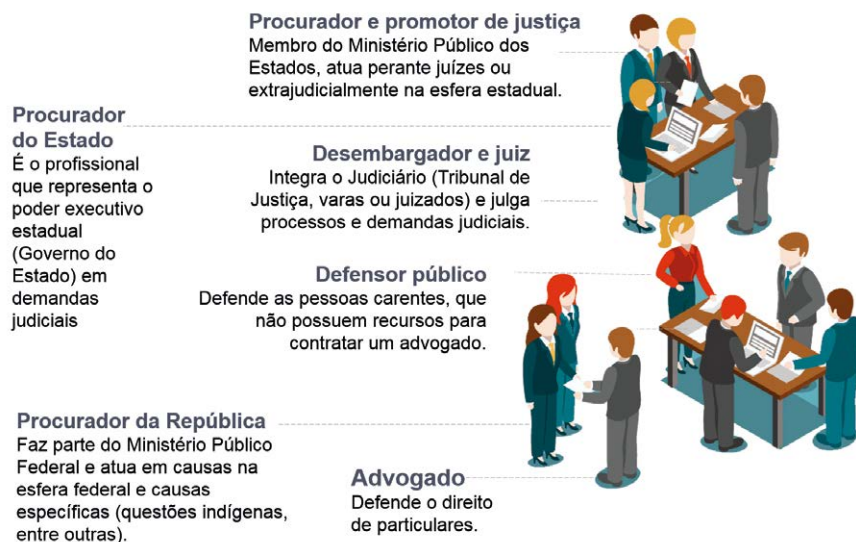 Procurador e promotor de justiça
Membro do Ministério Público dos
Estados, atua perante juízes ou
extrajudicialmente na esfera estadual.
Procurador
do Estado
É o profissional
que representa o
poder executivo
estadual
(Governo do
Estado) em
demandas
judiciais
Desembargador e juiz
Integra o Judiciário (Tribunal de
Justiça, varas ou juizados) e julga
processos e demandas judiciais.
Defensor público
Defende as pessoas carentes, que
não possuem recursos para
contratar um advogado.
Procurador da República
Faz parte do Ministério Público
Federal e atua em causas na
esfera federal e causas
específicas (questões indígenas,
entre outras).
Advogado
Defende o direito
de particulares.